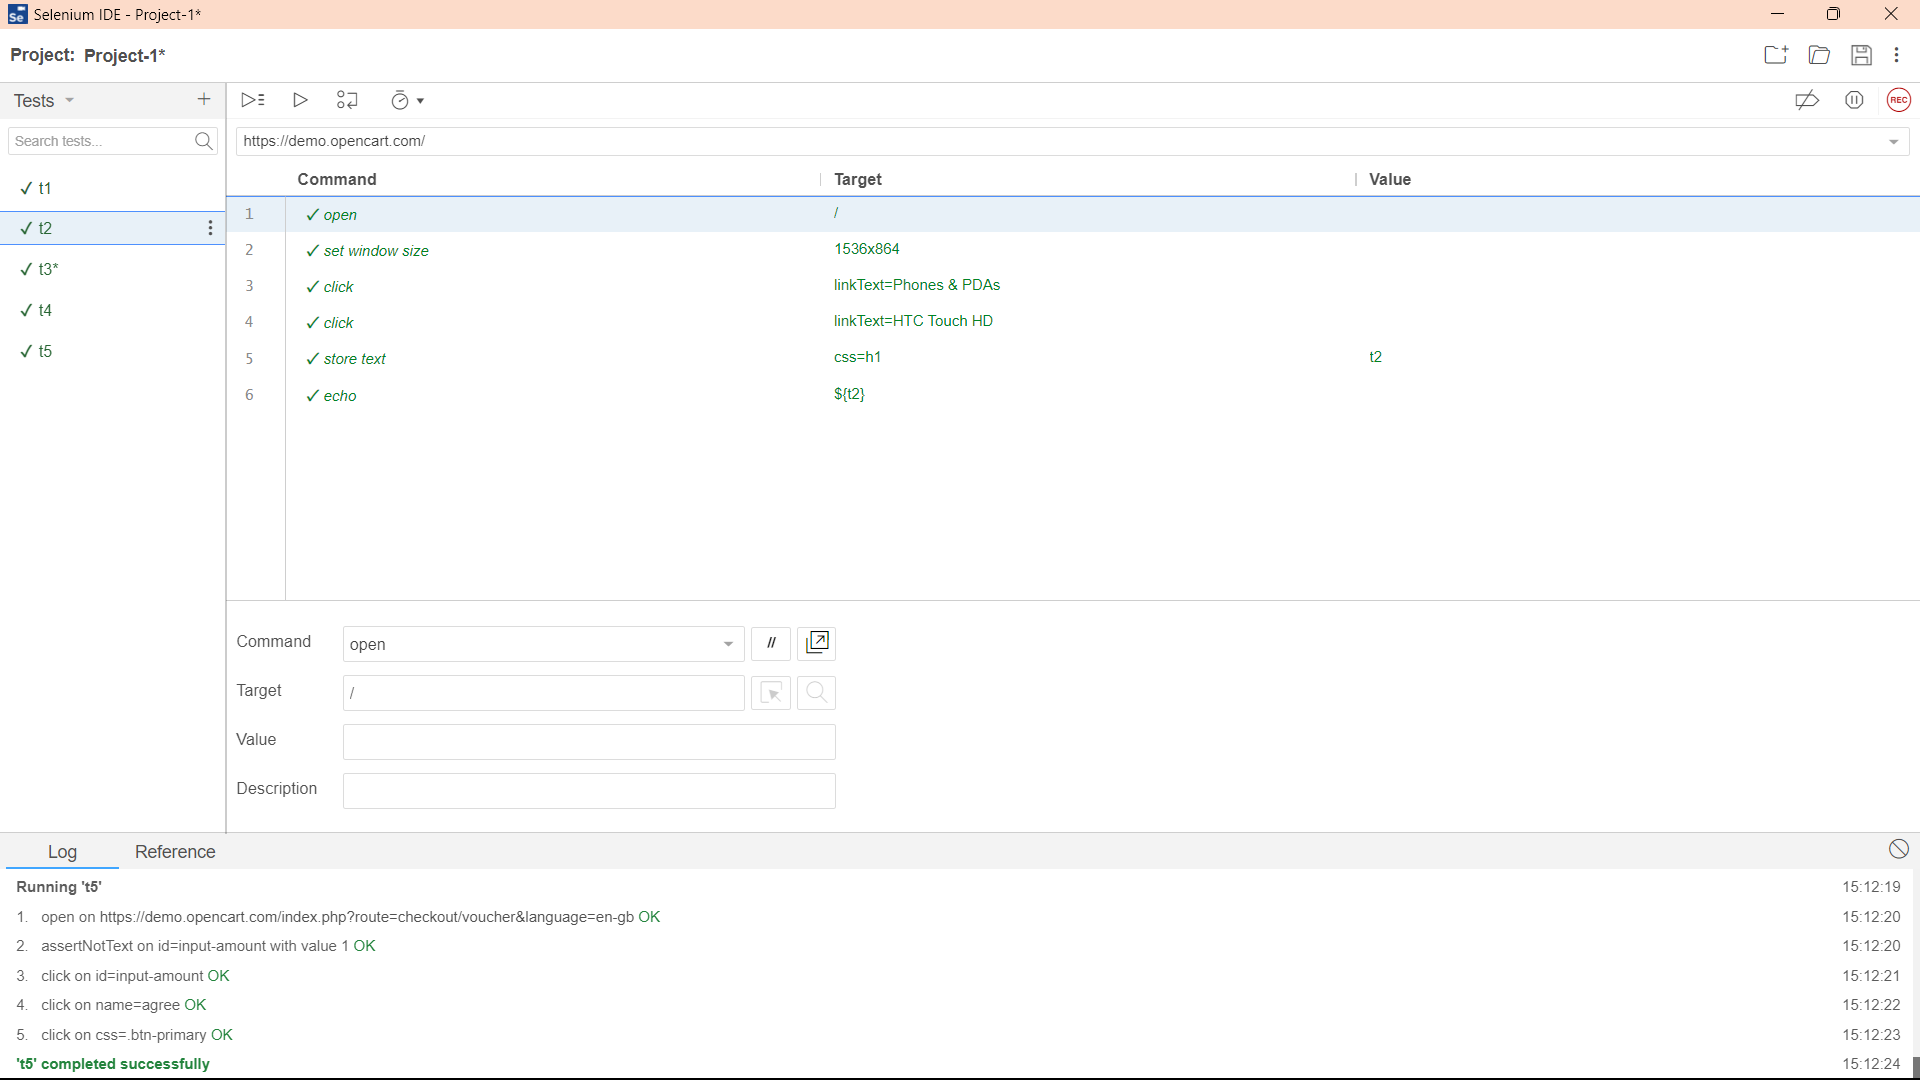 Selenium IDE - Project-1*
Project: Project-1*
Tests
Search tests...
https://demo.opencart.com/
Command Target Value
✓ t1
✓ t2
✓ t3*
✓ t4
✓ t5
1 ✓ open /
2 ✓ set window size 1536x864
3 ✓ click linkText=Phones & PDAs
4 ✓ click linkText=HTC Touch HD
5 ✓ store text css=h1 t2
6 ✓ echo ${t2}
REC
Command open //
Target /
Value
Description
Log Reference
Running 't5' 15:12:19
1. open on https://demo.opencart.com/index.php?route=checkout/voucher&language=en-gb OK 15:12:20
2. assertNotText on id=input-amount with value 1 OK 15:12:20
3. click on id=input-amount OK 15:12:21
4. click on name=agree OK 15:12:22
5. click on css=.btn-primary OK 15:12:23
't5' completed successfully 15:12:24